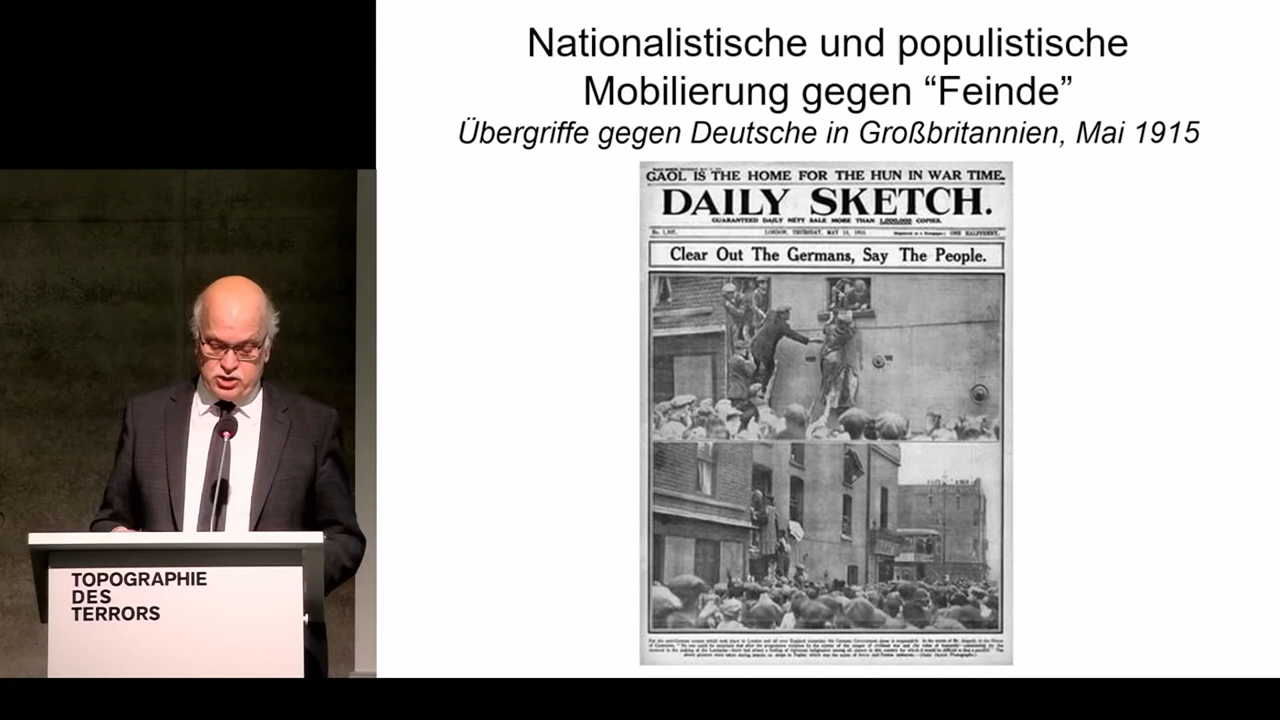 Nationalistische und populistische
Mobilierung gegen “Feinde”
Übergriffe gegen Deutsche in Großbritannien, Mai 1915
GAOL IS THE HOME FOR THE HUN IN WAR TIME.
DAILY SKETCH.
GUARANTEED DAILY NETT SALE MORE THAN 1,000,000 COPIES.
LONDON, THURSDAY, MAY 13, 1915. ONE HALFPENNY.
Clear Out The Germans, Say The People.
TOPOGRAPHIE
DES
TERRORS